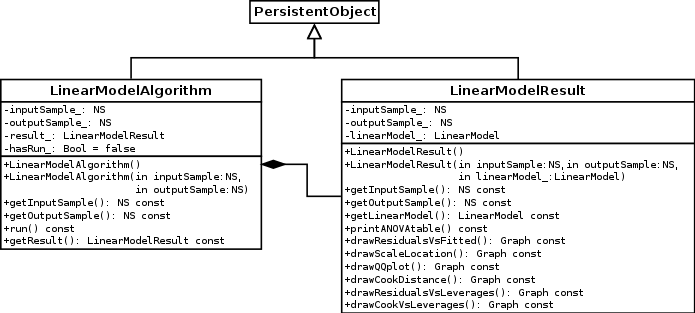 PersistentObject
LinearModelAlgorithm
-inputSample_: NS
-outputSample_: NS
-result_: LinearModelResult
-hasRun_: Bool = false
+LinearModelAlgorithm()
+LinearModelAlgorithm(in inputSample:NS,
in outputSample:NS)
+getInputSample(): NS const
+getOutputSample(): NS const
+run() const
+getResult(): LinearModelResult const
LinearModelResult
-inputSample_: NS
-outputSample_: NS
-linearModel_: LinearModel
+LinearModelResult()
+LinearModelResult(in inputSample:NS,in outputSample:NS,
in linearModel_:LinearModel)
+getInputSample(): NS const
+getOutputSample(): NS const
+getLinearModel(): LinearModel const
+printANOVAtable() const
+drawResidualsVsFitted(): Graph const
+drawScaleLocation(): Graph const
+drawQQplot(): Graph const
+drawCookDistance(): Graph const
+drawResidualsVsLeverages(): Graph const
+drawCookVsLeverages(): Graph const